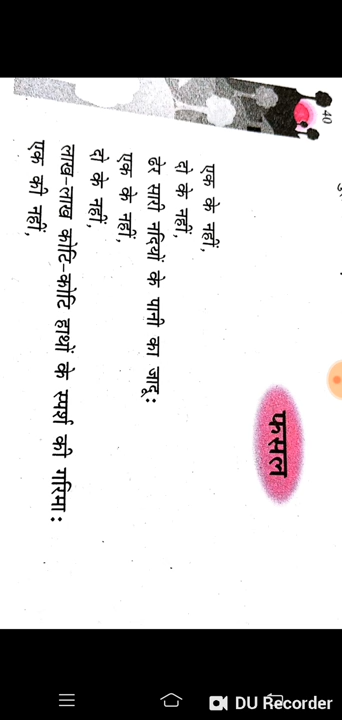 40
फसल
एक के नहीं,
दो के नहीं,
ढेर सारी नदियों के पानी का जादू:
एक के नहीं,
दो के नहीं,
लाख-लाख कोटि-कोटि हाथों के स्पर्श की गरिमा:
एक की नहीं,
DU Recorder